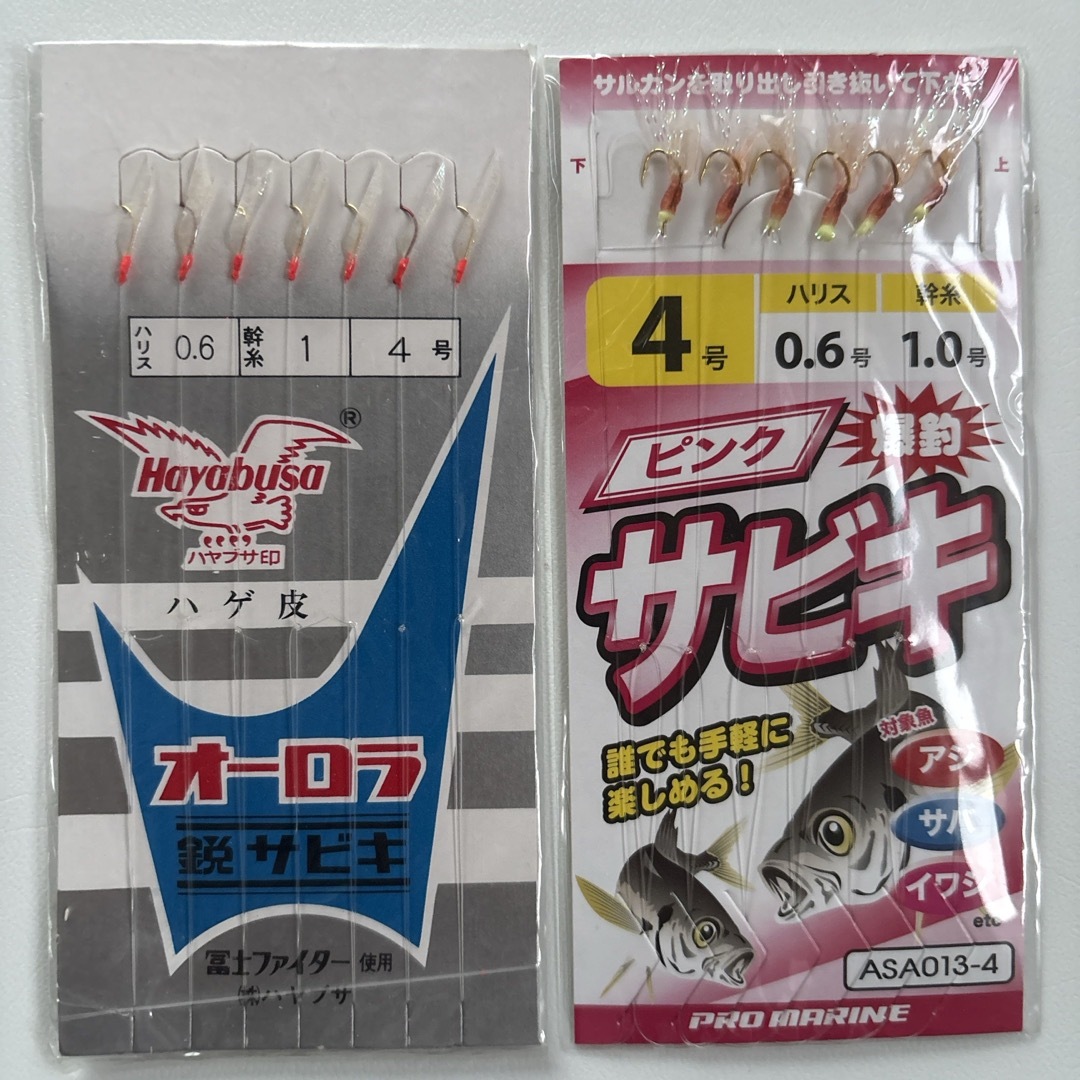 ハリス 0.6 幹糸 1 4 号
®
Hayabusa
ハヤブサ印
ハゲ皮
オーロラ
鋭サビキ
冨士ファイター 使用
㈱ハヤブサ
サルカンを取り出し引き抜いて下さい
下
上
4号
ハリス 0.6号
幹糸 1.0号
ピンク
爆釣
サビキ
誰でも手軽に
楽しめる!
対象魚
アジ
サバ
イワシ
etc
ASA013-4
PRO MARINE